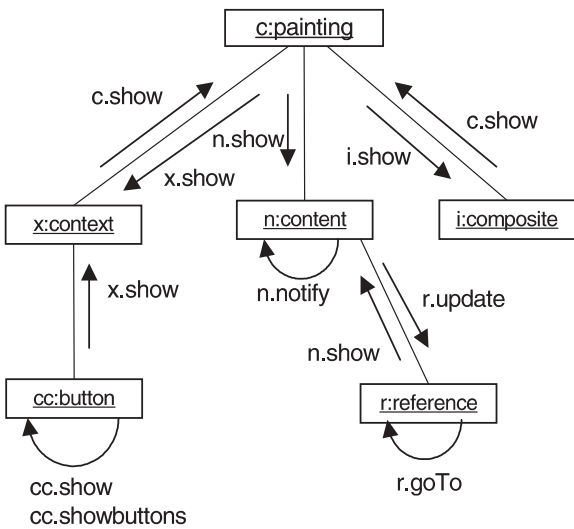 c:painting
c.show
n.show
x.show
c.show
i.show
x:context
n:content
i:composite
x.show
n.notify
r.update
n.show
cc:button
r:reference
cc.show
cc.showbuttons
r.goTo